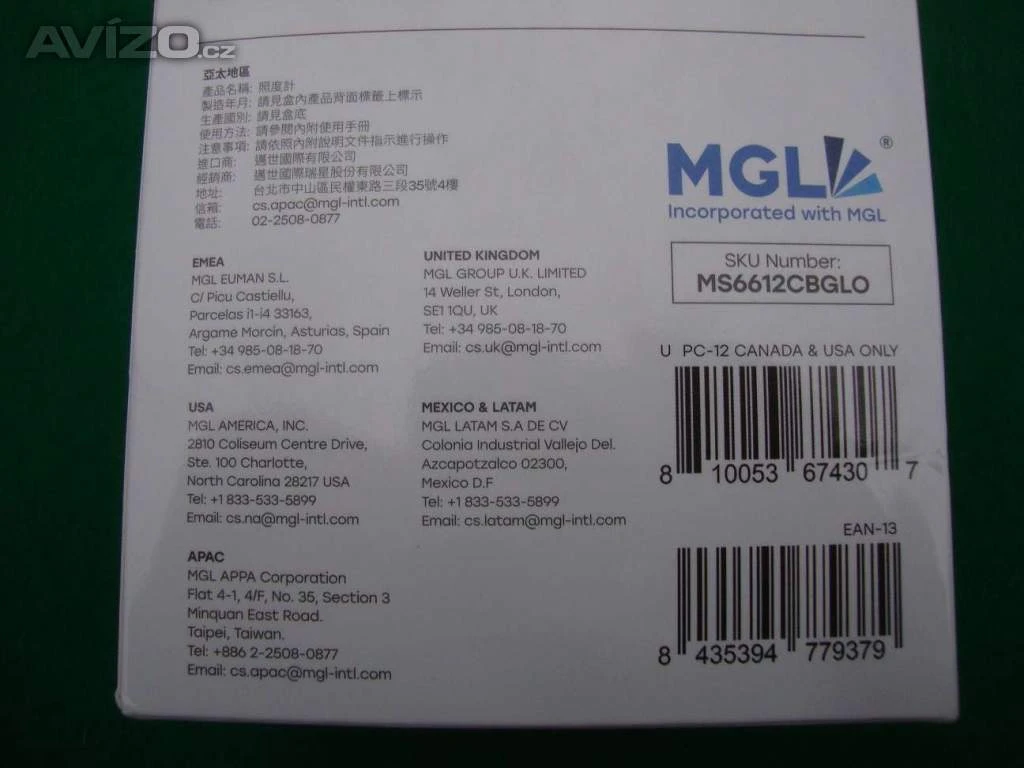 AVÍZO.cz
亞太地區
產品名稱: 照度計
製造年月: 請見盒內產品背面標籤上標示
生產國別: 請見盒底
使用方法: 請參閱內附使用手冊
注意事項: 請依照內附說明文件指示進行操作
進口商: 邁世國際有限公司
經銷商: 邁世國際瑞星股份有限公司
地址: 台北市中山區民權東路三段35號4樓
信箱: cs.apac@mgl-intl.com
電話: 02-2508-0877
MGL®
Incorporated with MGL
SKU Number:
MS6612CBGLO
EMEA
MGL EUMAN S.L.
C/ Picu Castiellu,
Parcelas i1-i4 33163,
Argame Morcín, Asturias, Spain
Tel: +34 985-08-18-70
Email: cs.emea@mgl-intl.com
UNITED KINGDOM
MGL GROUP U.K. LIMITED
14 Weller St, London,
SE1 1QU, UK
Tel: +34 985-08-18-70
Email: cs.uk@mgl-intl.com
USA
MGL AMERICA, INC.
2810 Coliseum Centre Drive,
Ste. 100 Charlotte,
North Carolina 28217 USA
Tel: +1 833-533-5899
Email: cs.na@mgl-intl.com
MEXICO & LATAM
MGL LATAM S.A DE CV
Colonia Industrial Vallejo Del.
Azcapotzalco 02300,
Mexico D.F
Tel: +1 833-533-5899
Email: cs.latam@mgl-intl.com
APAC
MGL APPA Corporation
Flat 4-1, 4/F, No. 35, Section 3
Minquan East Road.
Taipei, Taiwan.
Tel: +886 2-2508-0877
Email: cs.apac@mgl-intl.com
U PC-12 CANADA & USA ONLY
8 10053 67430 7
EAN-13
8 435394 779379